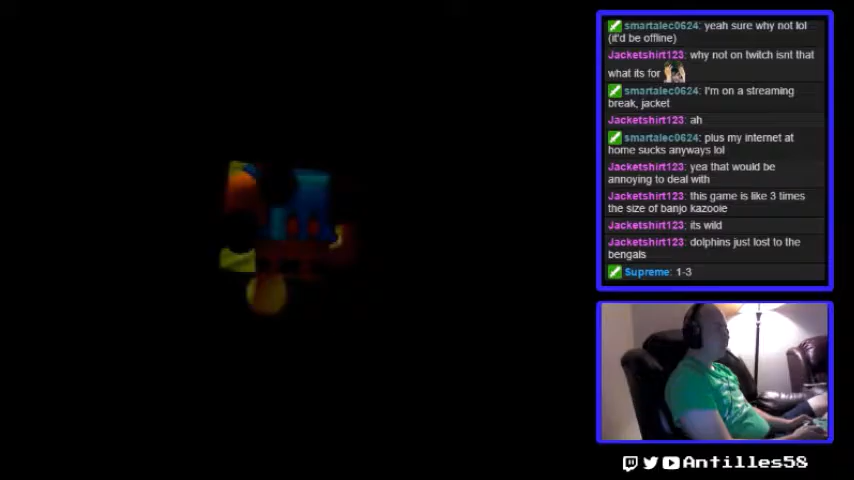 smartalec0624: yeah sure why not lol
(it'd be offline)
Jacketshirt123: why not on twitch isnt that
what its for
smartalec0624: I'm on a streaming
break, jacket
Jacketshirt123: ah
smartalec0624: plus my internet at
home sucks anyways lol
Jacketshirt123: yea that would be
annoying to deal with
Jacketshirt123: this game is like 3 times
the size of banjo kazooie
Jacketshirt123: its wild
Jacketshirt123: dolphins just lost to the
bengals
Supreme: 1-3
Antilles58